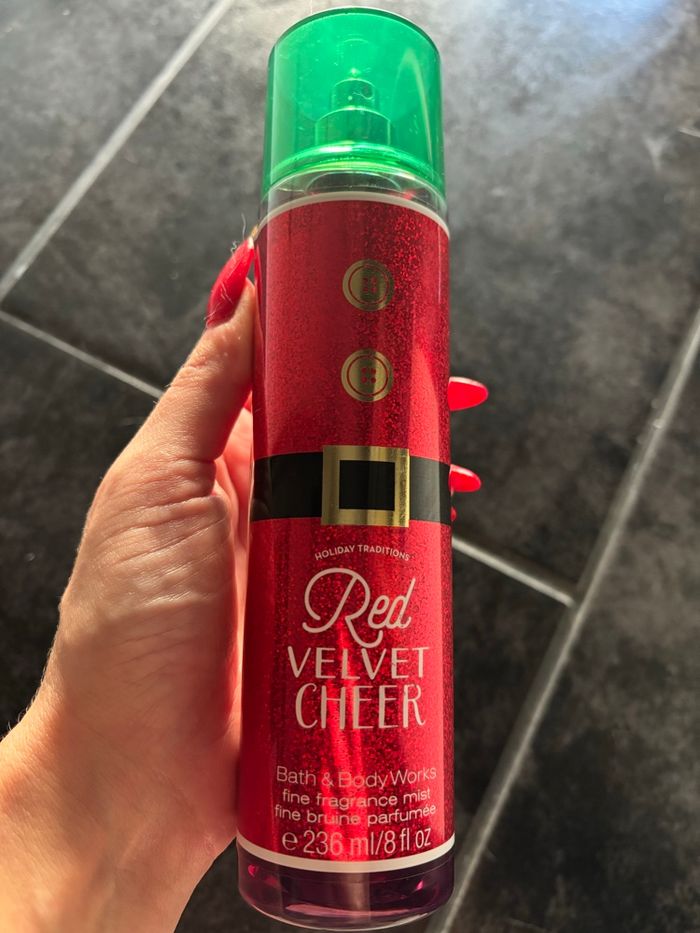 HOLIDAY TRADITIONS
Red
VELVET
CHEER
Bath & Body Works
fine fragrance mist
fine bruine parfumée
℮ 236 ml/8 fl oz